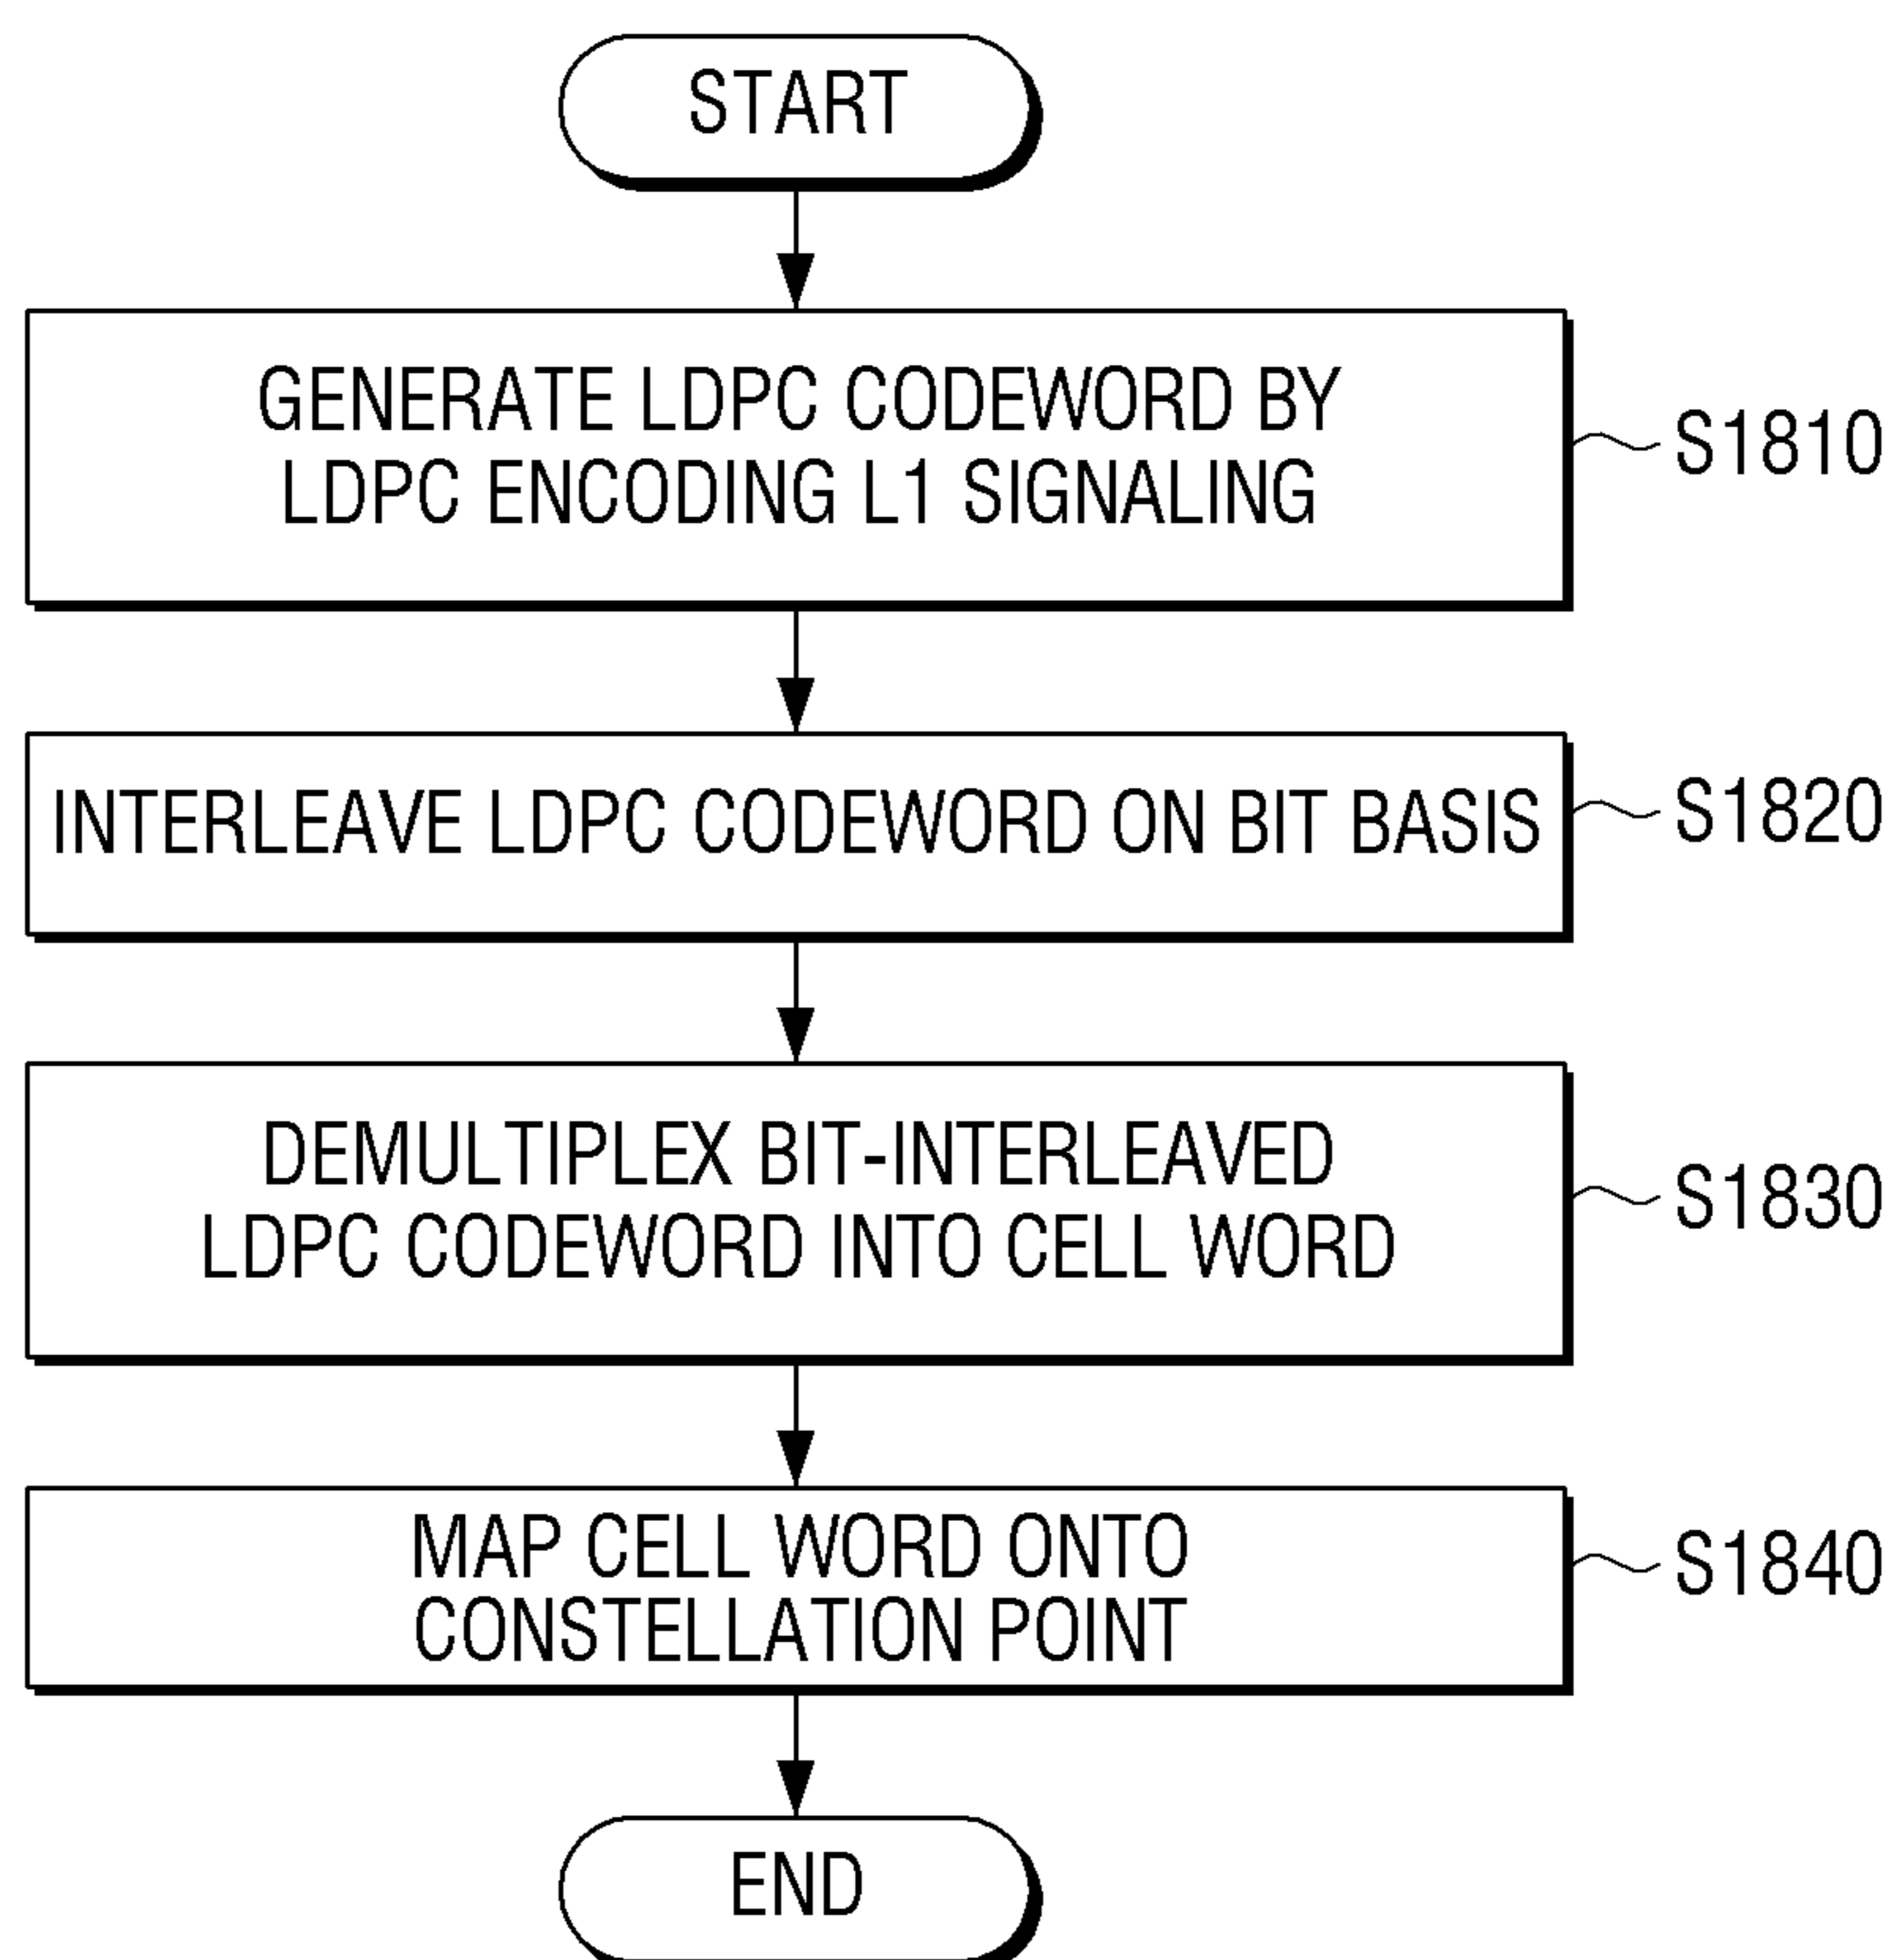 START
GENERATE LDPC CODEWORD BY
LDPC ENCODING L1 SIGNALING
S1810
INTERLEAVE LDPC CODEWORD ON BIT BASIS
S1820
DEMULTIPLEX BIT-INTERLEAVED
LDPC CODEWORD INTO CELL WORD
S1830
MAP CELL WORD ONTO
CONSTELLATION POINT
S1840
END